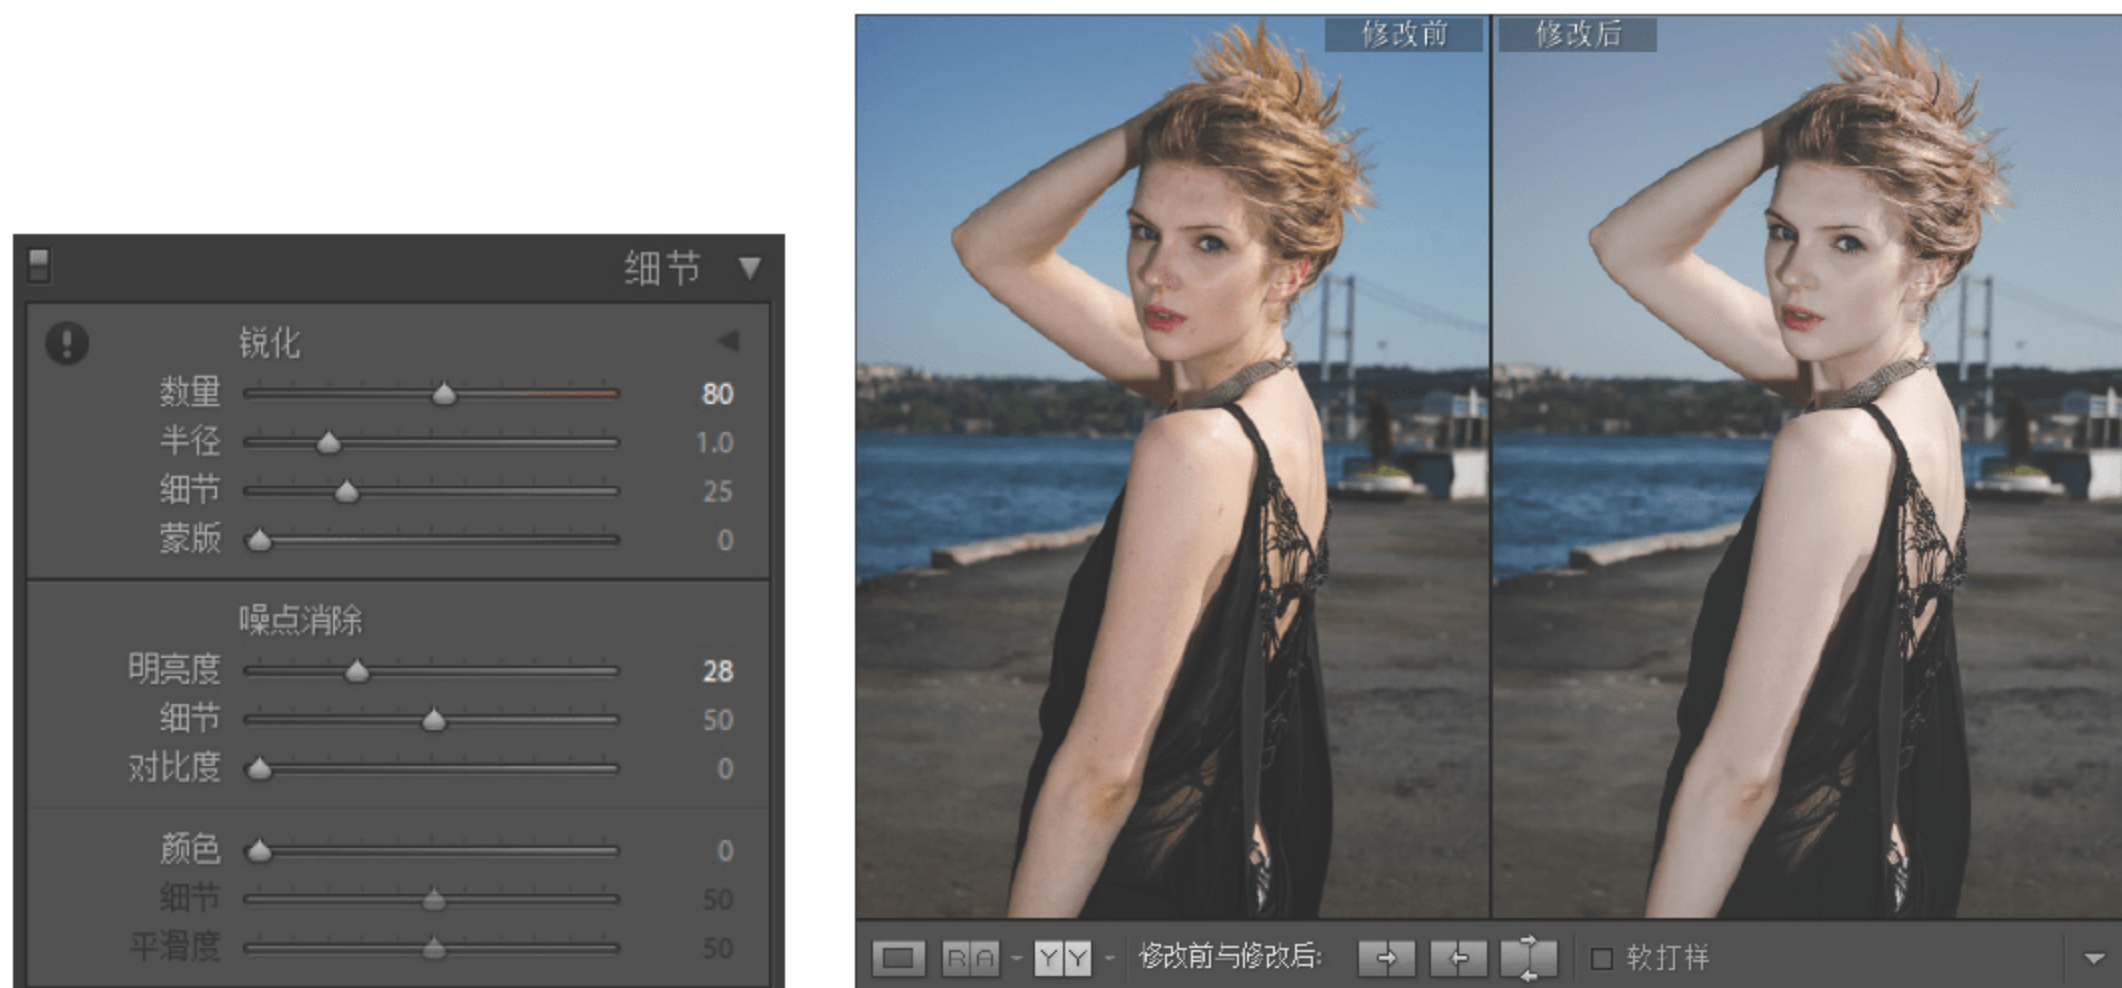 细节
锐化
数量 80
半径 1.0
细节 25
蒙版 0
噪点消除
明亮度 28
细节 50
对比度 0
颜色 0
细节 50
平滑度 50
修改前 修改后
R A Y Y 修改前与修改后: 软打样